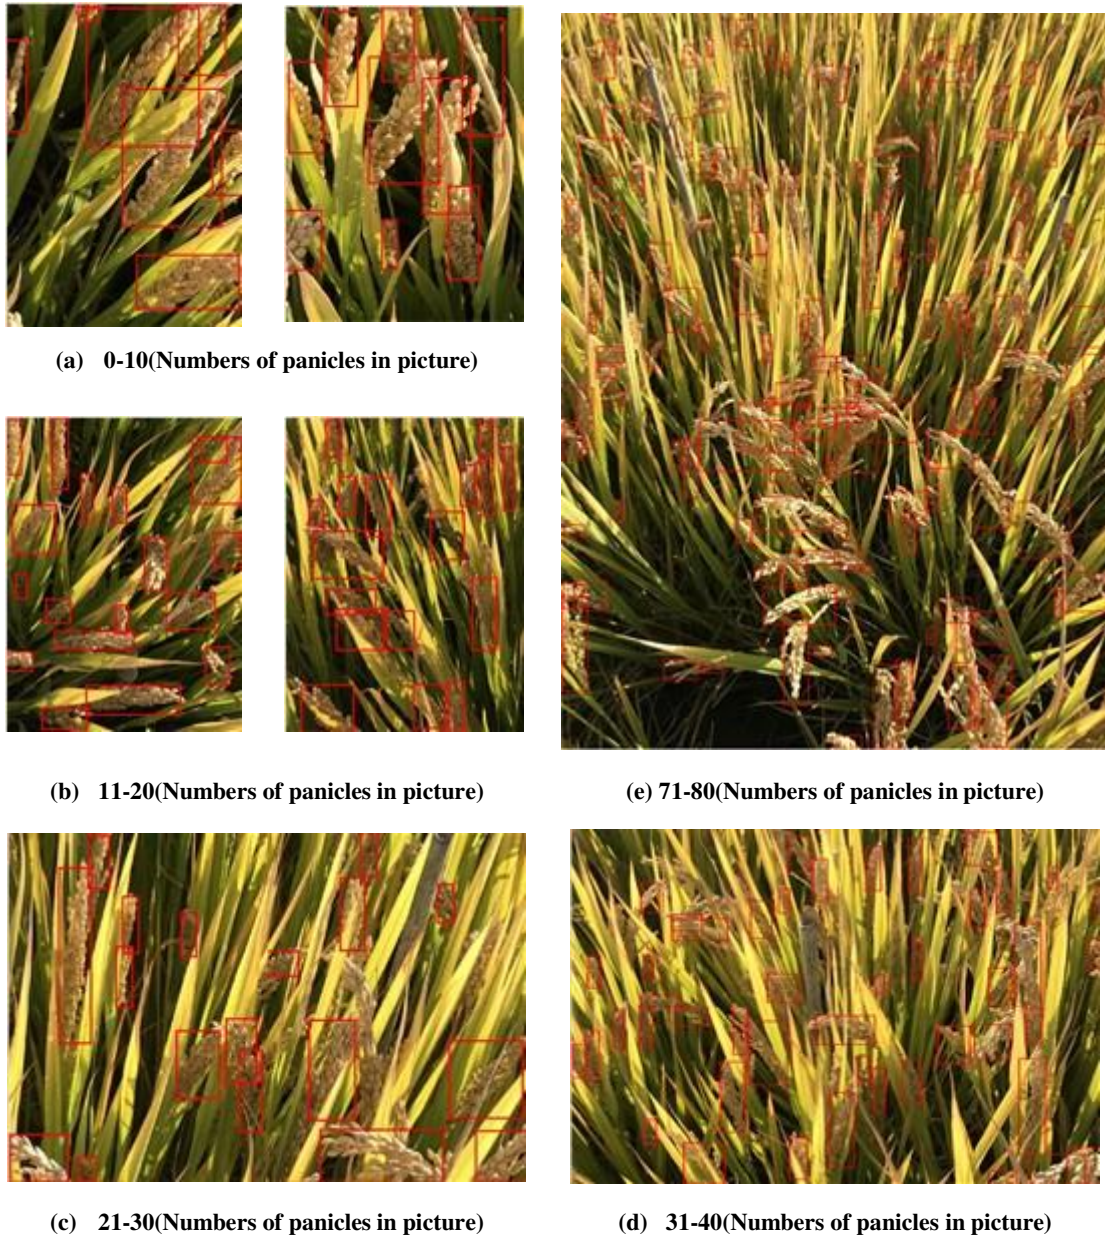 (a) 0-10(Numbers of panicles in picture)
(b) 11-20(Numbers of panicles in picture)
(e) 71-80(Numbers of panicles in picture)
(c) 21-30(Numbers of panicles in picture)
(d) 31-40(Numbers of panicles in picture)